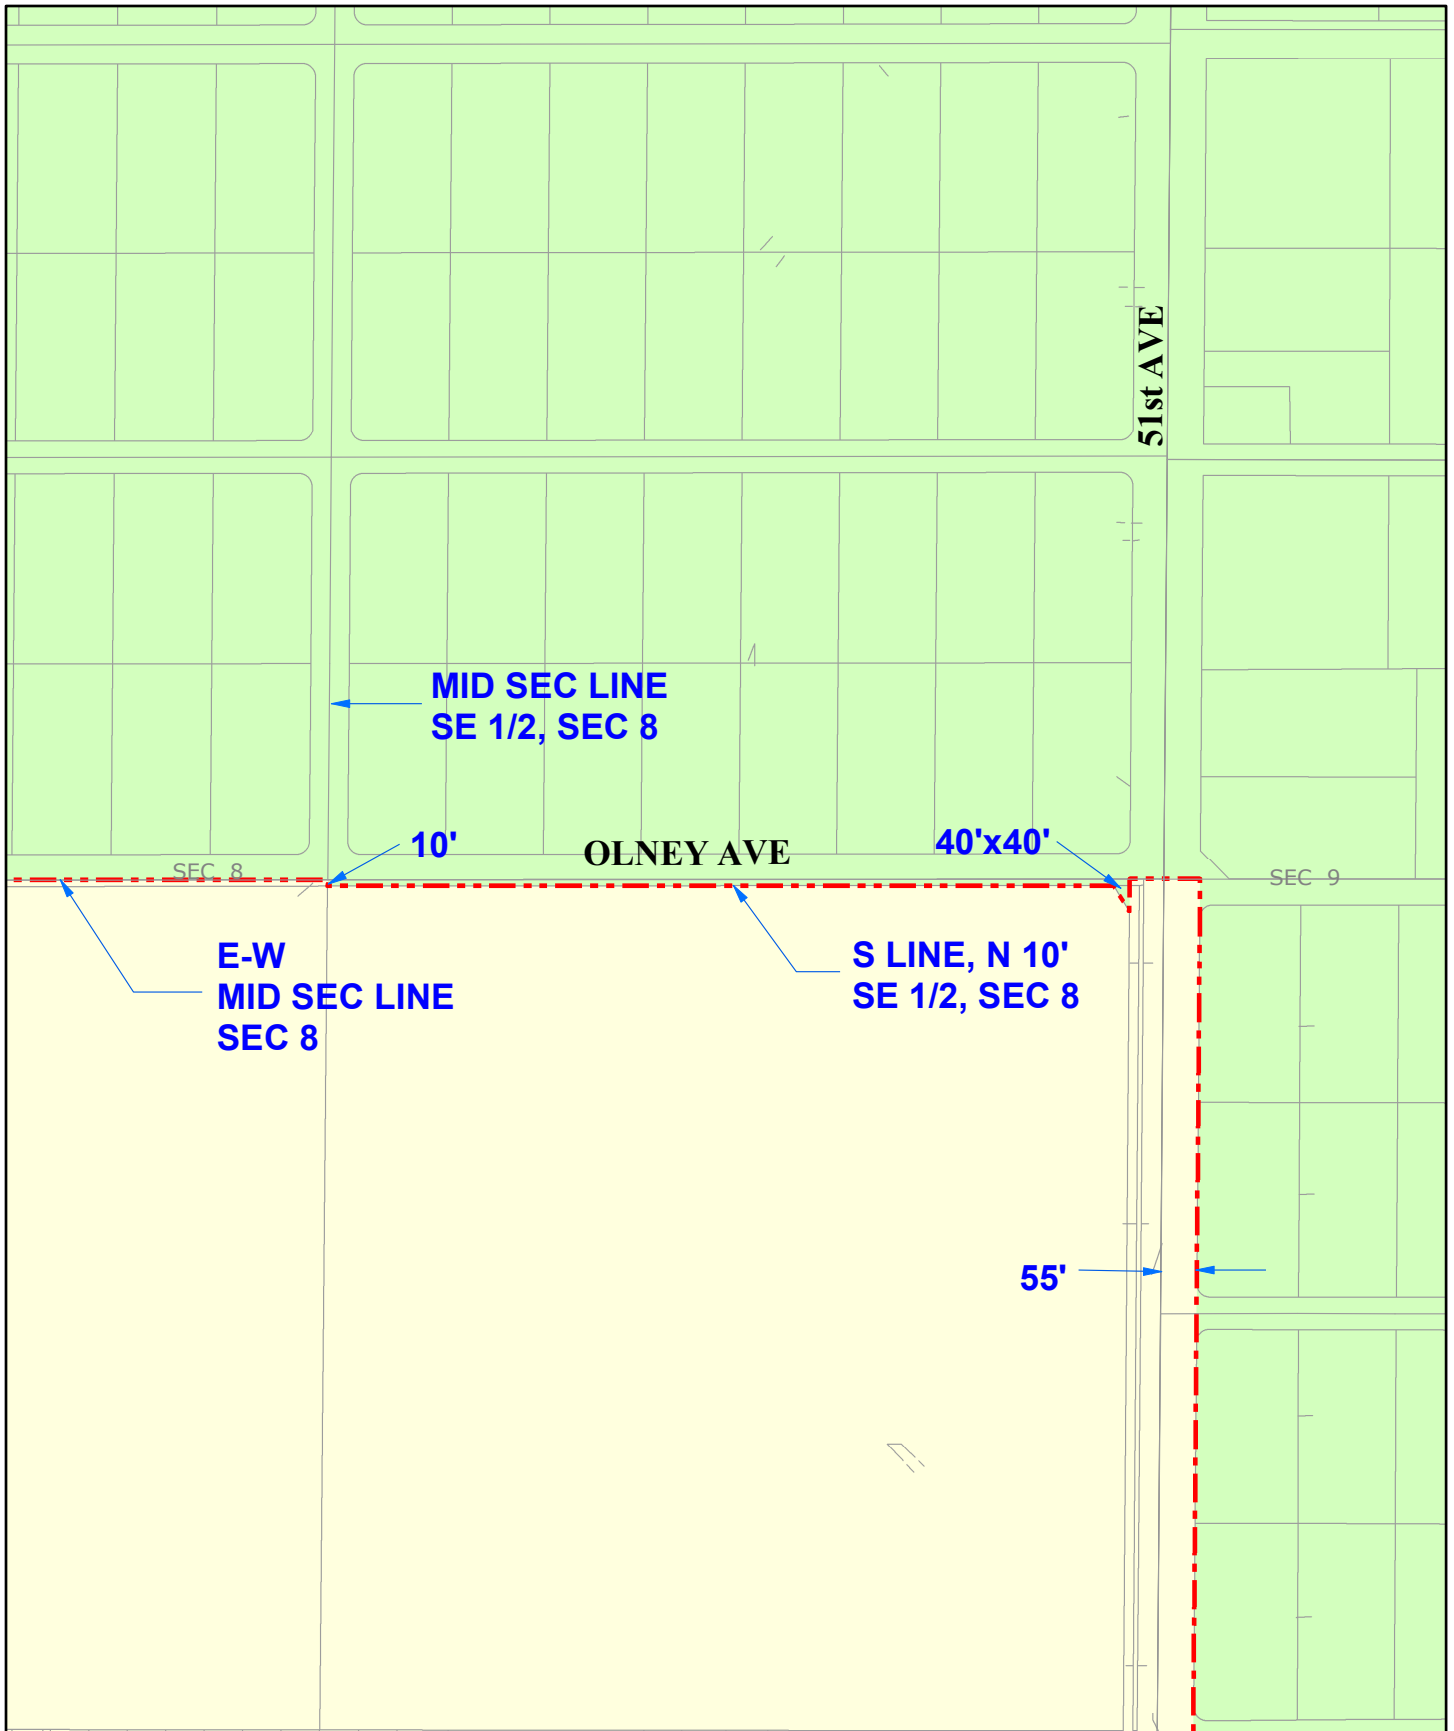 51st AVE
MID SEC LINE
SE 1/2, SEC 8
10'
OLNEY AVE
40'x40'
SEC 8
SEC 9
E-W
MID SEC LINE
SEC 8
S LINE, N 10'
SE 1/2, SEC 8
55'